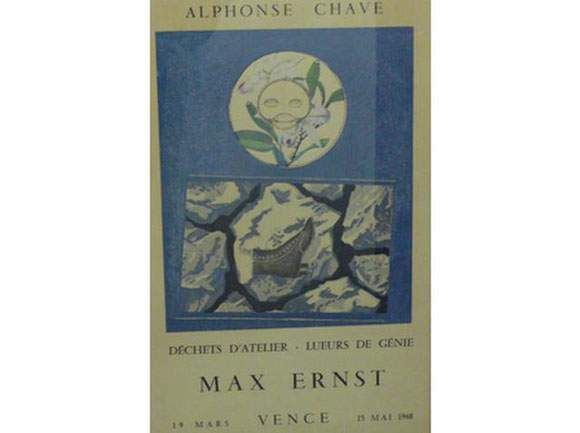 ALPHONSE CHAVE
DÉCHETS D'ATELIER - LUEURS DE GÉNIE
MAX ERNST
19 MARS VENCE 15 MAI 1968